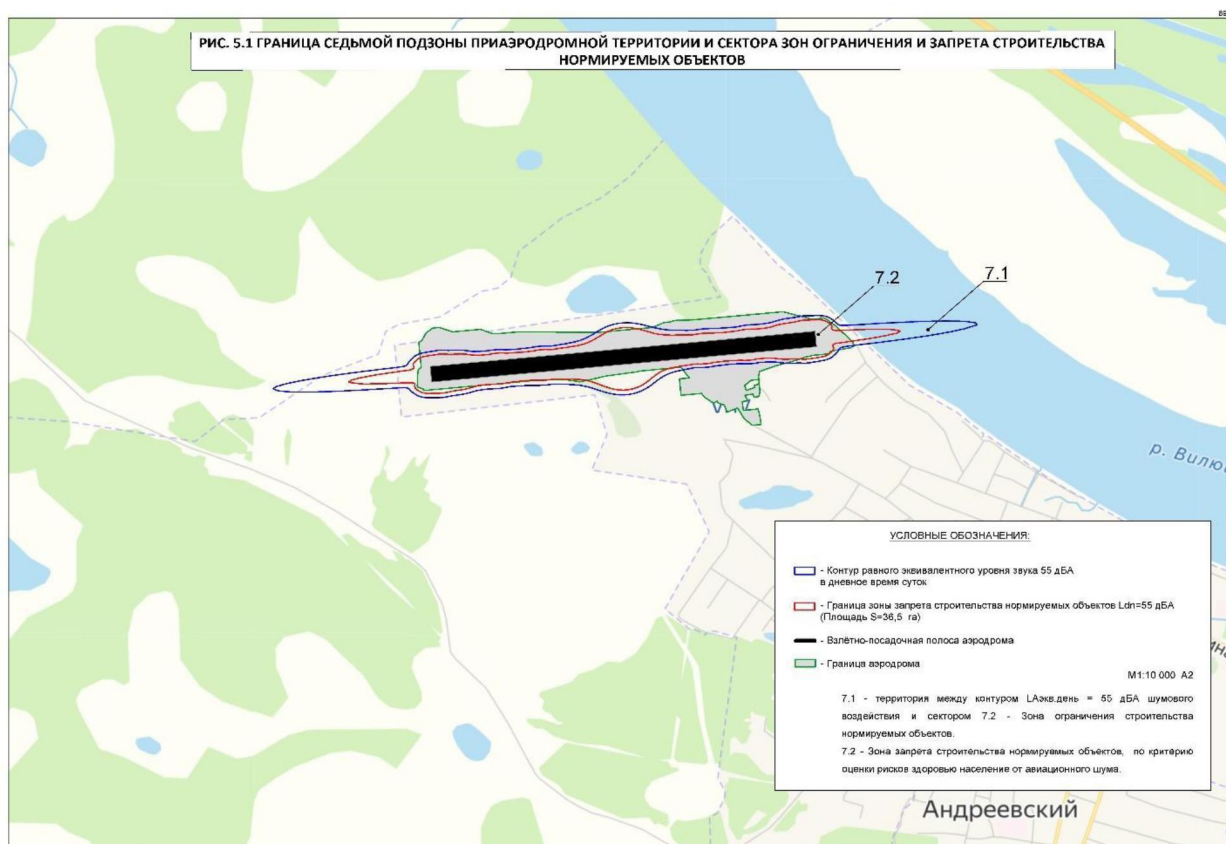 РИС. 5.1 ГРАНИЦА СЕДЬМОЙ ПОДЗОНЫ ПРИАЭРОДРОМНОЙ ТЕРРИТОРИИ И СЕКТОРА ЗОН ОГРАНИЧЕНИЯ И ЗАПРЕТА СТРОИТЕЛЬСТВА
НОРМИРУЕМЫХ ОБЪЕКТОВ
7.2
7.1
р. Вилю
УСЛОВНЫЕ ОБОЗНАЧЕНИЯ:
- Контур равного эквивалентного уровня звука 55 дБА
в дневное время суток
- Граница зоны запрета строительства нормируемых объектов Ldn=55 дБА
(Площадь S=36,5 га)
- Взлётно-посадочная полоса аэродрома
- Граница аэродрома
М1:10 000 А2
7.1 - территория между контуром LАэкв.день = 55 дБА шумового
воздействия и сектором 7.2 - Зона ограничения строительства
нормируемых объектов.
7.2 - Зона запрета строительства нормируемых объектов, по критерию
оценки рисков здоровью население от авиационного шума.
Андреевский